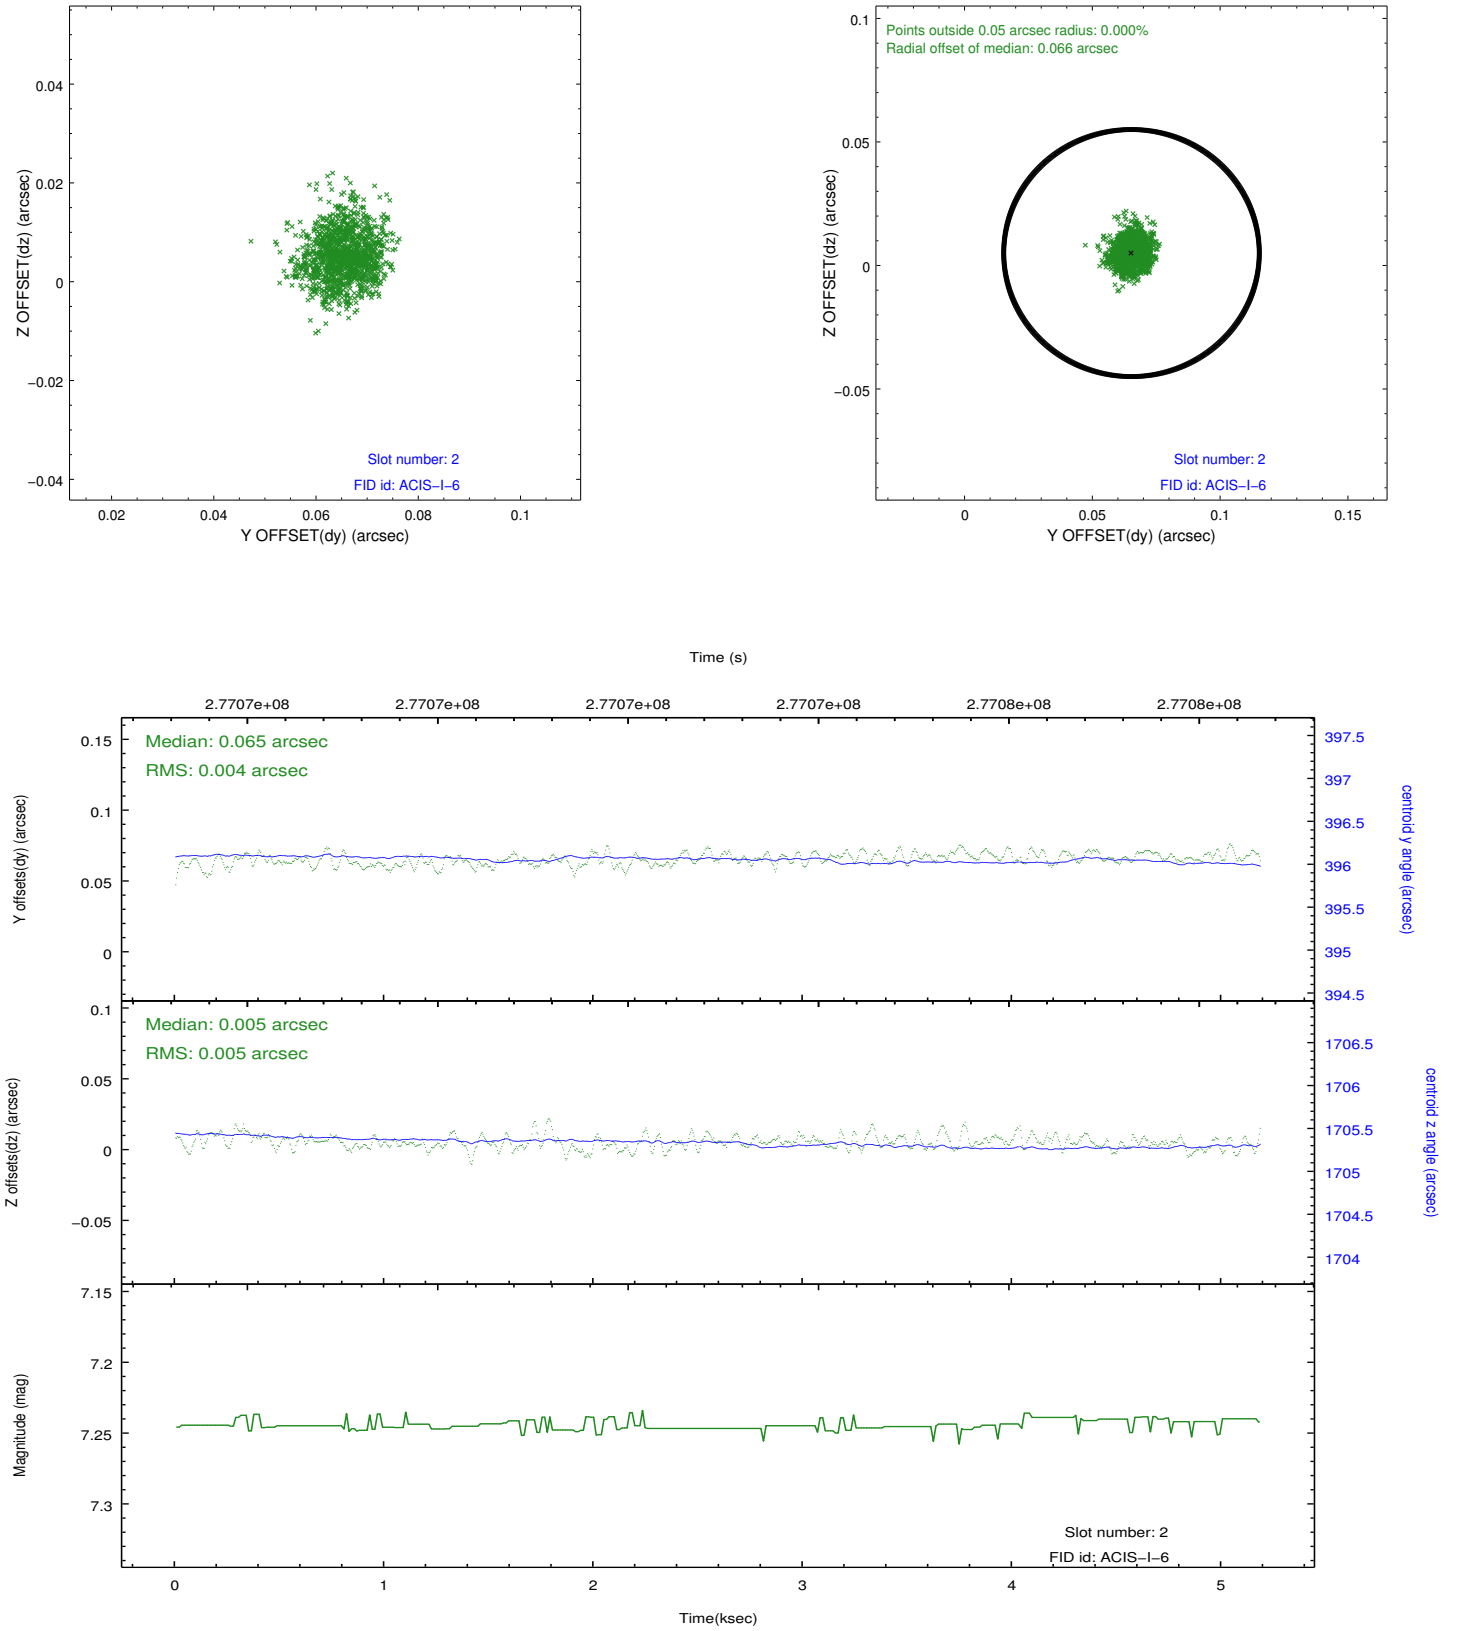 0.04
0.02
0
−0.02
−0.04
Z OFFSET(dz) (arcsec)
Slot number: 2
FID id: ACIS−I−6
0.02
0.04
0.06
0.08
0.1
Y OFFSET(dy) (arcsec)
Points outside 0.05 arcsec radius: 0.000%
Radial offset of median: 0.066 arcsec
0.1
0.05
0
−0.05
Z OFFSET(dz) (arcsec)
Slot number: 2
FID id: ACIS−I−6
0
0.05
0.1
0.15
Y OFFSET(dy) (arcsec)
Time (s)
2.7707e+08
2.7707e+08
2.7707e+08
2.7707e+08
2.7708e+08
2.7708e+08
Median: 0.065 arcsec
RMS: 0.004 arcsec
0.15
0.1
0.05
0
Y offsets(dy) (arcsec)
397.5
397
396.5
396
395.5
395
394.5
centroid y angle (arcsec)
Median: 0.005 arcsec
RMS: 0.005 arcsec
0.1
0.05
0
−0.05
Z offsets(dz) (arcsec)
1706.5
1706
1705.5
1705
1704.5
1704
centroid z angle (arcsec)
7.15
7.2
7.25
7.3
Magnitude (mag)
Slot number: 2
FID id: ACIS−I−6
0
1
2
3
4
5
Time(ksec)